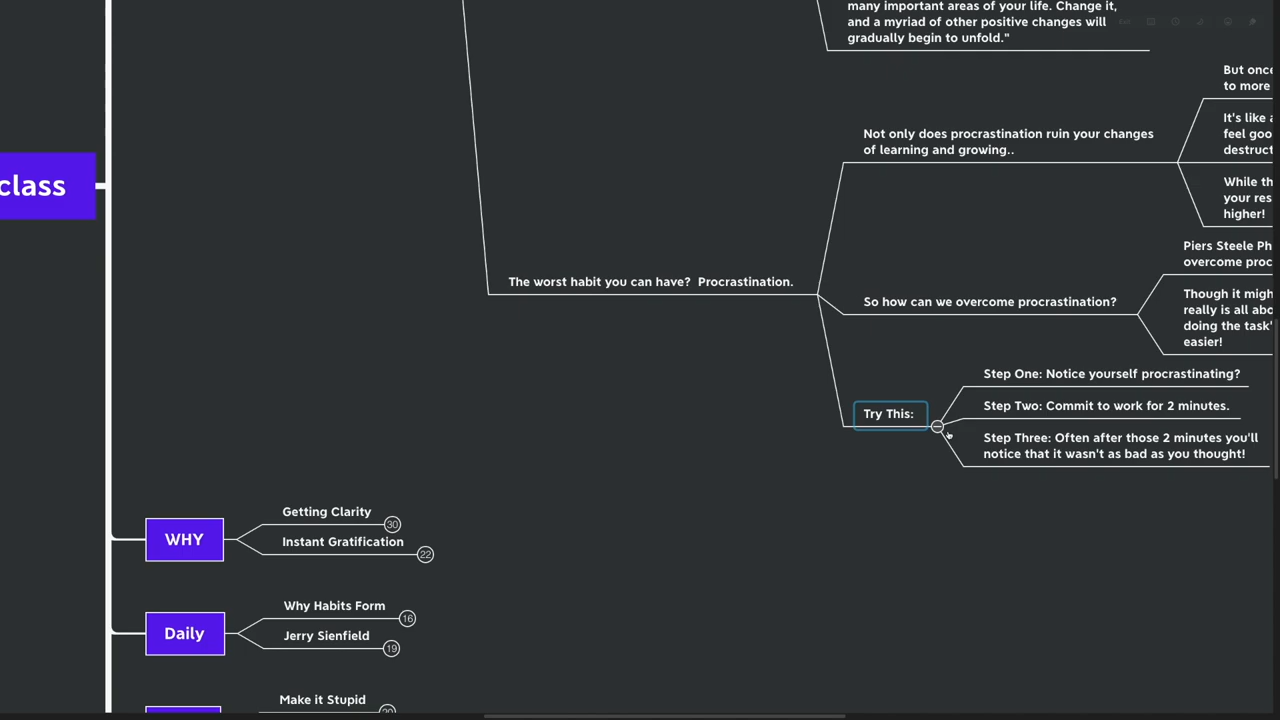 many important areas of your life. Change it,
and a myriad of other positive changes will
gradually begin to unfold."
But once
to more
Not only does procrastination ruin your changes
of learning and growing..
It's like a
feel goo
destruct
While th
your res
higher!
class
The worst habit you can have?  Procrastination.
Piers Steele Ph
overcome proc
So how can we overcome procrastination?
Though it migh
really is all abo
doing the task'
easier!
Try This:
Step One: Notice yourself procrastinating?
Step Two: Commit to work for 2 minutes.
Step Three: Often after those 2 minutes you'll
notice that it wasn't as bad as you thought!
WHY
Getting Clarity
30
Instant Gratification
22
Daily
Why Habits Form
16
Jerry Sienfield
19
Make it Stupid